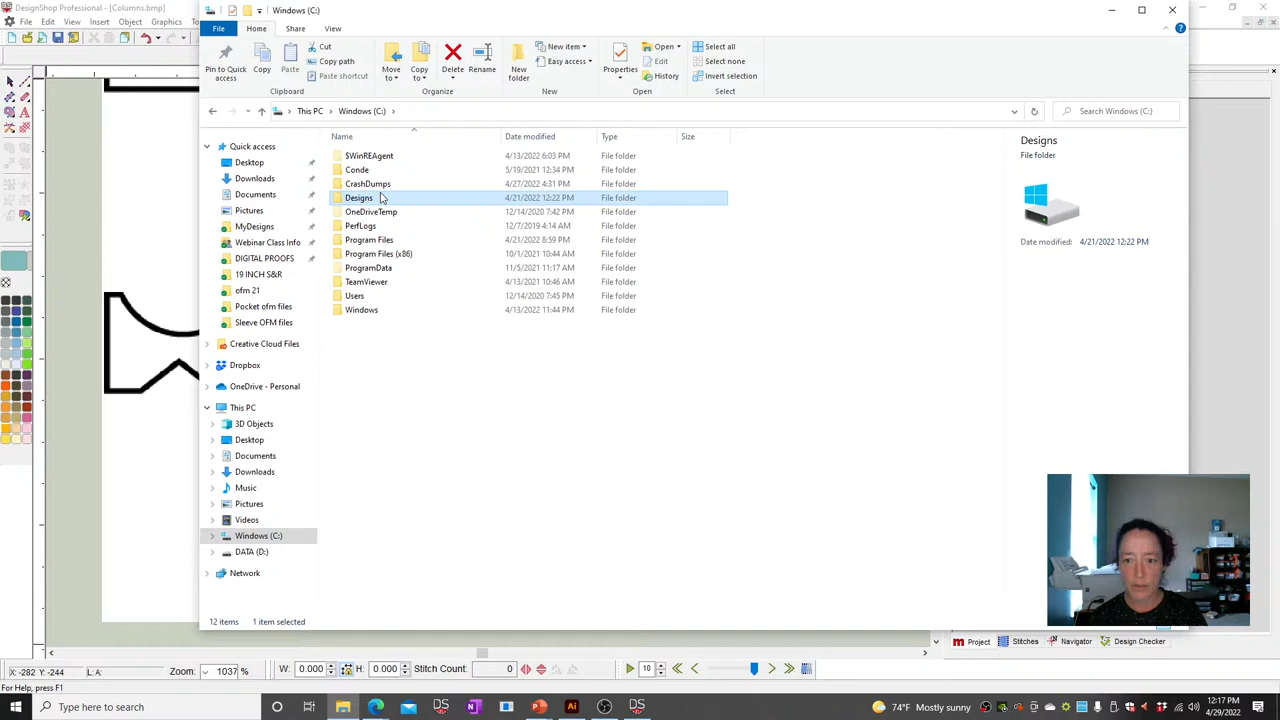 DesignShop Professional - [Columns.bmp]
File Edit View Insert Object Graphics
Windows (C:)
File Home Share View
Pin to Quick access
Copy
Paste
Cut
Copy path
Paste shortcut
Clipboard
Move to
Copy to
Delete
Rename
Organize
New folder
New item
Easy access
New
Properties
Open
Edit
History
Open
Select all
Select none
Invert selection
Select
This PC > Windows (C:) >
Search Windows (C:)
Name Date modified Type Size
$WinREAgent 4/13/2022 6:03 PM File folder
Conde 5/19/2021 12:34 PM File folder
CrashDumps 4/27/2022 4:31 PM File folder
Designs 4/21/2022 12:22 PM File folder
OneDriveTemp 12/14/2020 7:42 PM File folder
PerfLogs 12/7/2019 4:14 AM File folder
Program Files 4/21/2022 8:59 PM File folder
Program Files (x86) 10/1/2021 10:44 AM File folder
ProgramData 11/5/2021 11:17 AM File folder
TeamViewer 4/13/2021 10:46 AM File folder
Users 12/14/2020 7:45 PM File folder
Windows 4/13/2022 11:44 PM File folder
Quick access
Desktop
Downloads
Documents
Pictures
MyDesigns
Webinar Class Info
DIGITAL PROOFS
19 INCH S&R
ofm 21
Pocket ofm files
Sleeve OFM files
Creative Cloud Files
Dropbox
OneDrive - Personal
This PC
3D Objects
Desktop
Documents
Downloads
Music
Pictures
Videos
Windows (C:)
DATA (D:)
Network
Designs
File folder
Date modified: 4/21/2022 12:22 PM
12 items 1 item selected
Project Stitches Navigator Design Checker
X: -282 Y: -244 L: A: Zoom: 1037 % W: 0.000 H: 0.000 Stitch Count: 0 10
For Help, press F1
Type here to search
DS
DS
74°F Mostly sunny
12:17 PM
4/29/2022